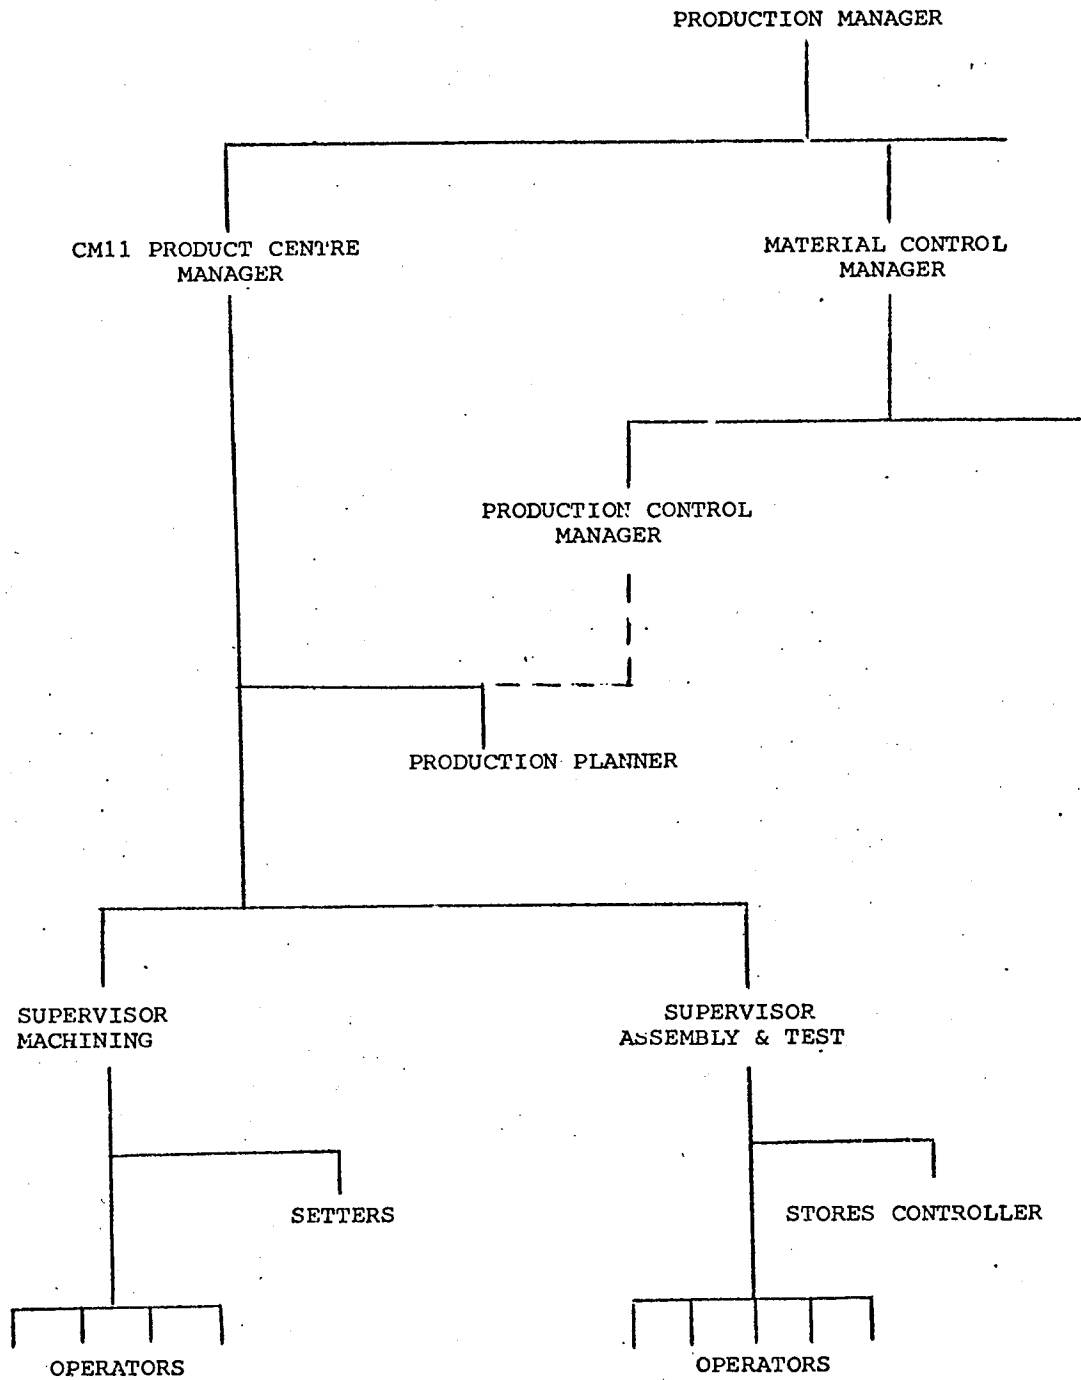 PRODUCTION MANAGER
CM11 PRODUCT CENTRE
MANAGER
MATERIAL CONTROL
MANAGER
PRODUCTION CONTROL
MANAGER
PRODUCTION PLANNER
SUPERVISOR
MACHINING
SUPERVISOR
ASSEMBLY & TEST
SETTERS
STORES CONTROLLER
OPERATORS
OPERATORS